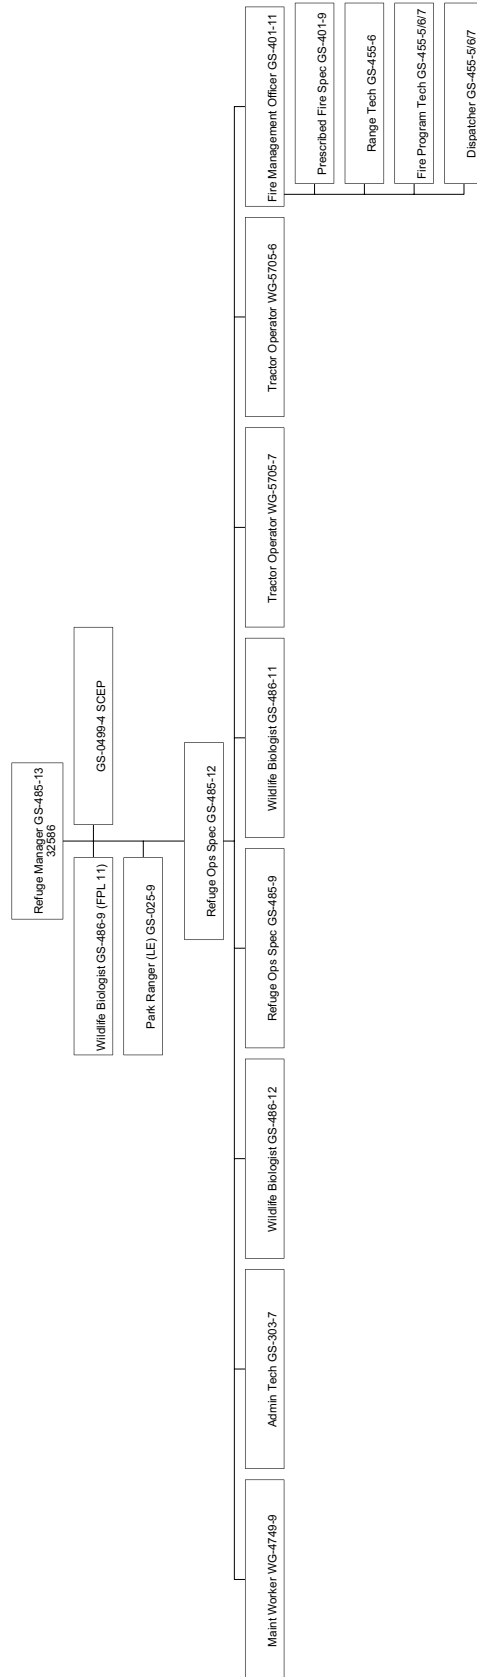 Refuge Manager GS-485-13
32586
Wildlife Biologist GS-486-9 (FPL 11)
GS-0499-4 SCEP
Park Ranger (LE) GS-025-9
Refuge Ops Spec GS-485-12
Maint Worker WG-4749-9
Admin Tech GS-303-7
Wildlife Biologist GS-486-12
Refuge Ops Spec GS-485-9
Wildlife Biologist GS-486-11
Tractor Operator WG-5705-7
Tractor Operator WG-5705-6
Fire Management Officer GS-401-11
Prescribed Fire Spec GS-401-9
Range Tech GS-455-6
Fire Program Tech GS-455-5/6/7
Dispatcher GS-455-5/6/7